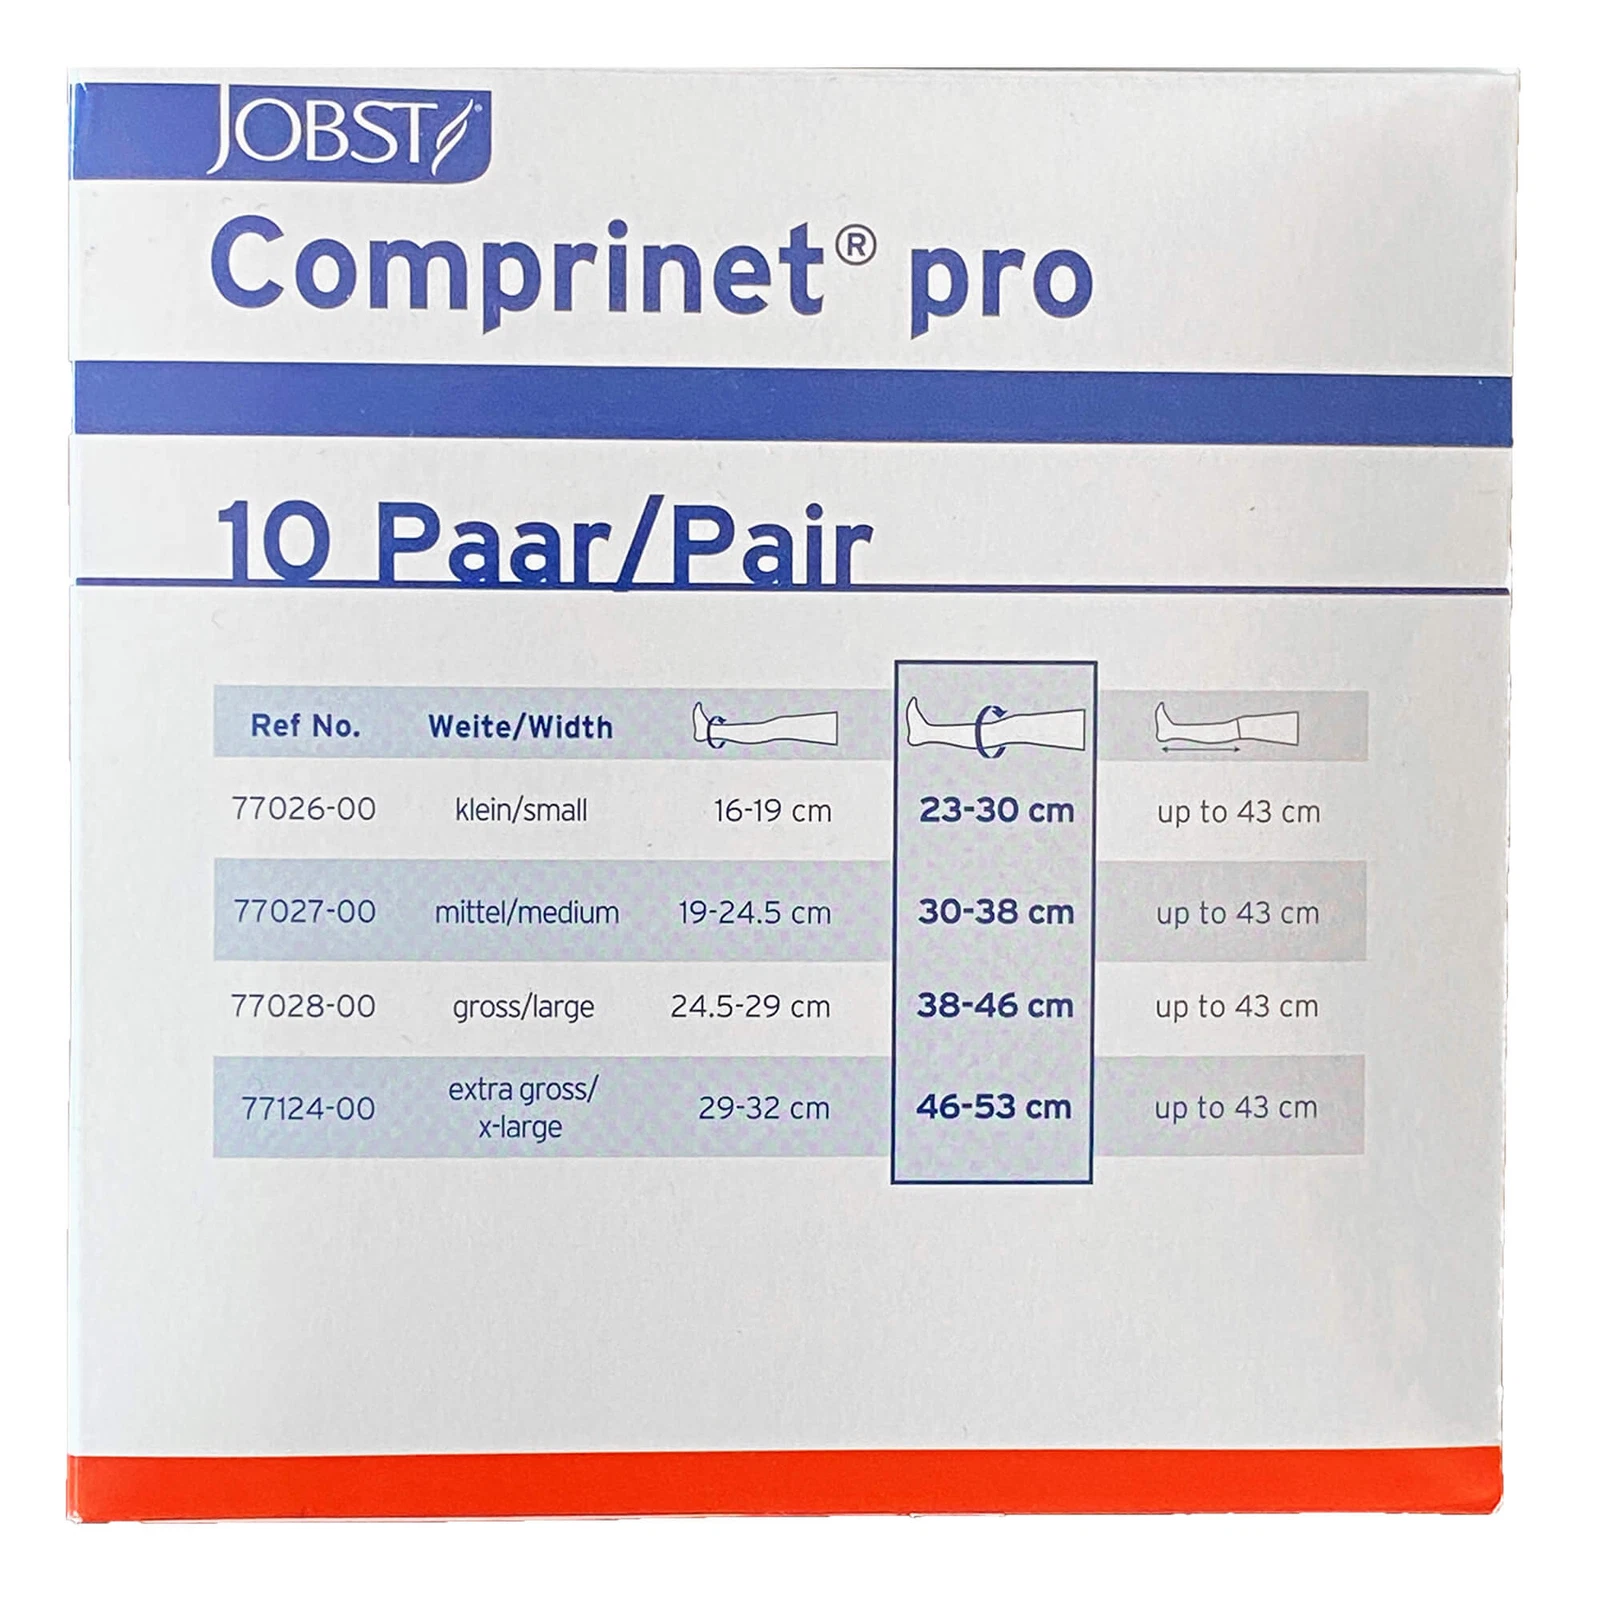 JOBST®
Comprinet® pro
10 Paar/Pair
Ref No. Weite/Width
77026-00 klein/small 16-19 cm 23-30 cm up to 43 cm
77027-00 mittel/medium 19-24.5 cm 30-38 cm up to 43 cm
77028-00 gross/large 24.5-29 cm 38-46 cm up to 43 cm
77124-00 extra gross/
x-large 29-32 cm 46-53 cm up to 43 cm